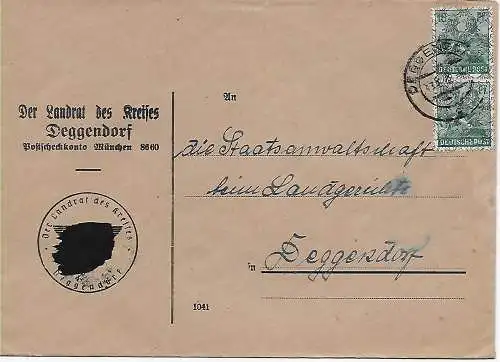 Der Landrat des Kreises
Deggendorf
Postscheckkonto München 8660
An
die Staatsanwaltschaft
beim Landgerichte
in Deggendorf
Der Landrat des Kreises
Deggendorf
1041
DEGGENDORF
DEUTSCHE POST
DEUTSCHE POST